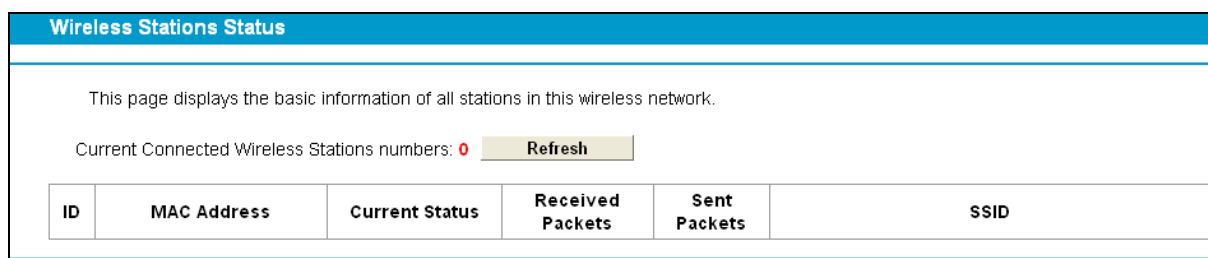 Wireless Stations Status
This page displays the basic information of all stations in this wireless network.
Current Connected Wireless Stations numbers: 0 Refresh
ID MAC Address Current Status Received Packets Sent Packets SSID